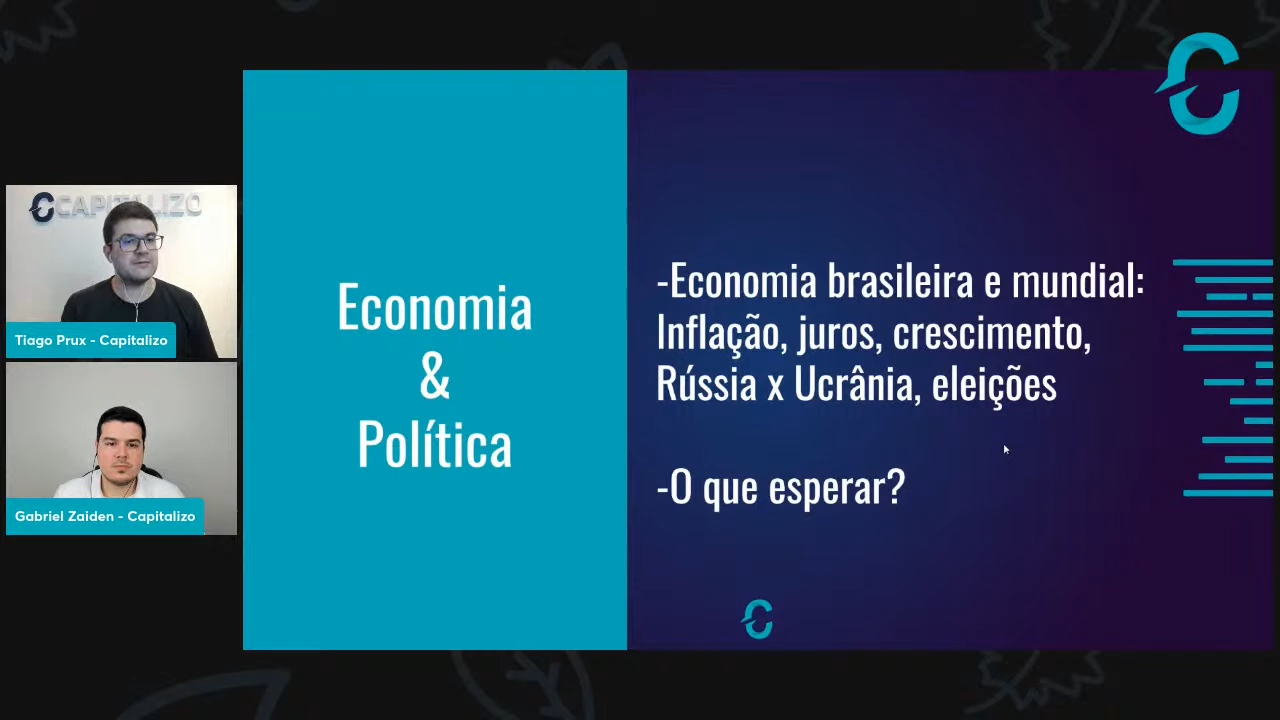 CAPITALIZO
Tiago Prux - Capitalizo
Gabriel Zaiden - Capitalizo
Economia
&
Política
-Economia brasileira e mundial:
Inflação, juros, crescimento,
Rússia x Ucrânia, eleições
-O que esperar?